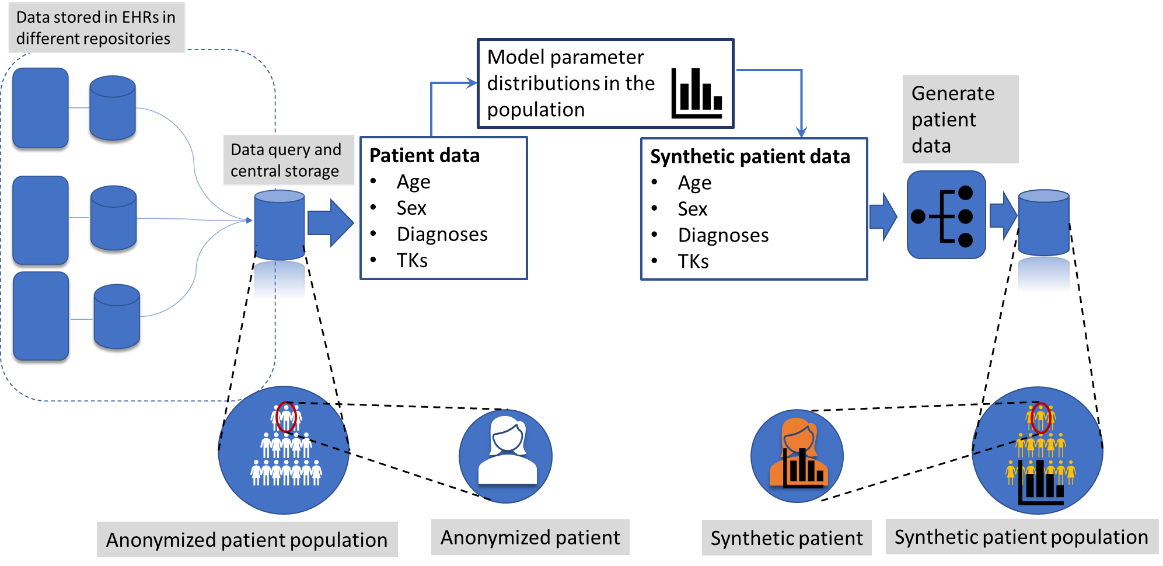 Data stored in EHRs in
different repositories
Data query and
central storage
Patient data
• Age
• Sex
• Diagnoses
• TKs
Model parameter
distributions in the
population
Synthetic patient data
• Age
• Sex
• Diagnoses
• TKs
Generate
patient
data
Anonymized patient population
Anonymized patient
Synthetic patient
Synthetic patient population